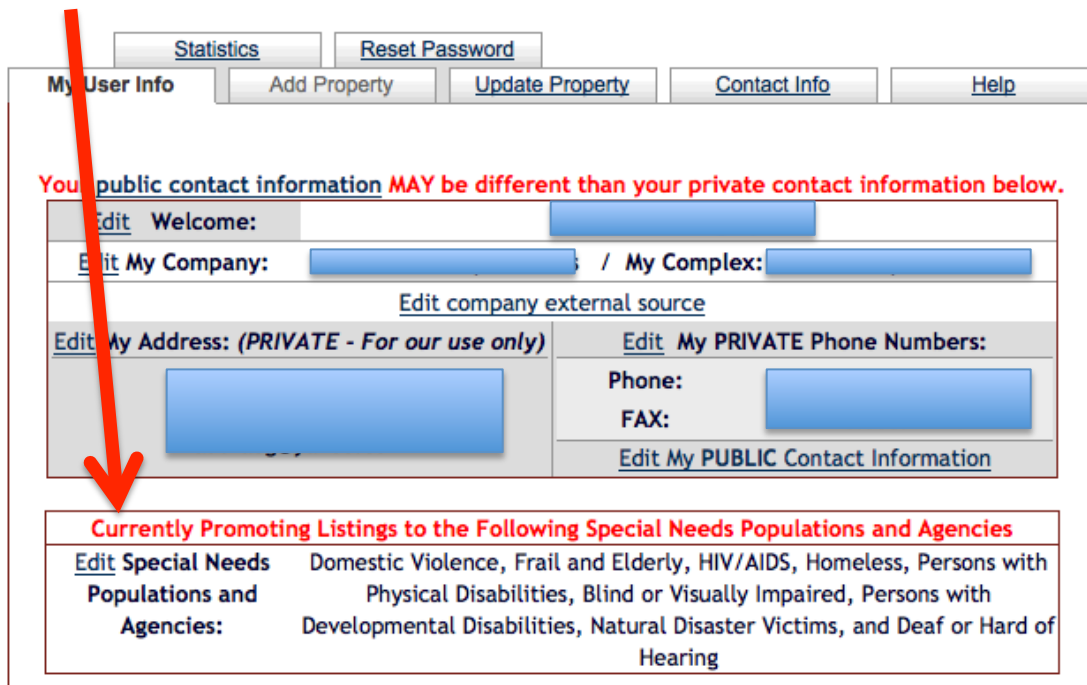 Statistics Reset Password
My User Info Add Property Update Property Contact Info Help
public contact information MAY be different than your private contact information below.
Edit Welcome:
Edit My Company: / My Complex:
Edit company external source
Edit My Address: (PRIVATE - For our use only) Edit My PRIVATE Phone Numbers:
Phone:
FAX:
Edit My PUBLIC Contact Information
Currently Promoting Listings to the Following Special Needs Populations and Agencies
Edit Special Needs Populations and Agencies:
Domestic Violence, Frail and Elderly, HIV/AIDS, Homeless, Persons with
Physical Disabilities, Blind or Visually Impaired, Persons with
Developmental Disabilities, Natural Disaster Victims, and Deaf or Hard of
Hearing